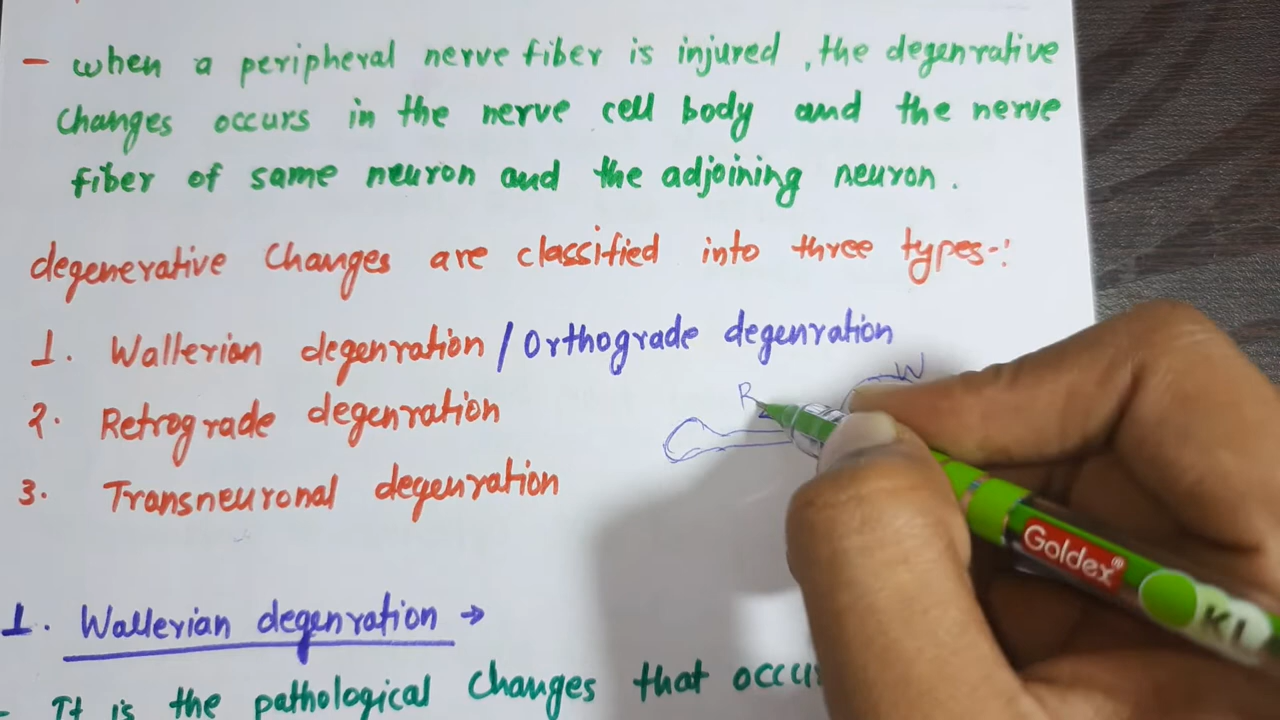 - when a peripheral nerve fiber is injured, the degenrative
changes occurs in the nerve cell body and the nerve
fiber of same neuron and the adjoining neuron.
degenerative Changes are classified into three types-:
1. Wallerian degenration / Orthograde degenration
2. Retrograde degenration
3. Transneuronal degenration
R
W
1. Wallerian degenration →
- It is the pathological changes that occur
Goldex®